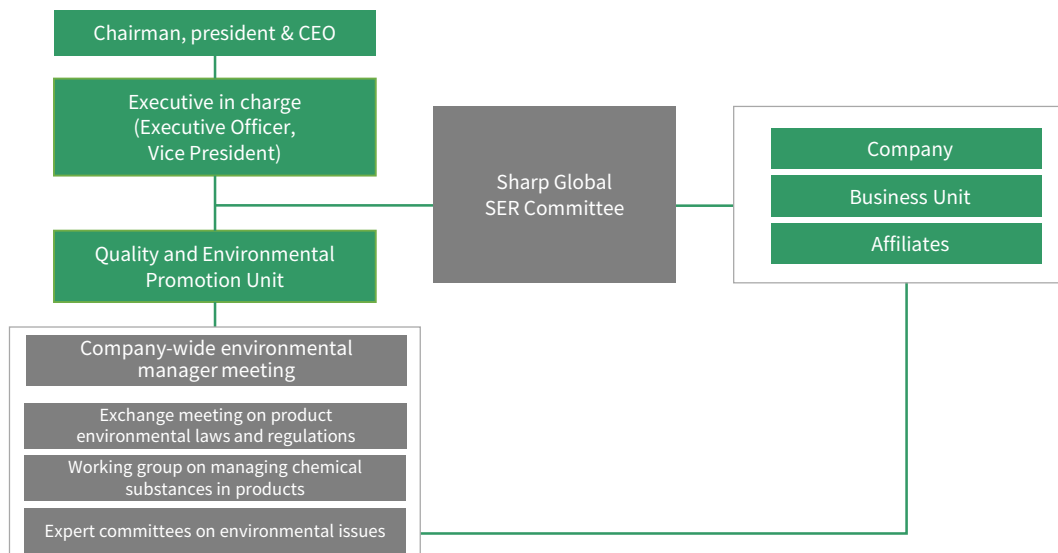 Chairman, president & CEO
Executive in charge
(Executive Officer,
Vice President)
Quality and Environmental
Promotion Unit
Sharp Global
SER Committee
Company
Business Unit
Affiliates
Company-wide environmental
manager meeting
Exchange meeting on product
environmental laws and regulations
Working group on managing chemical
substances in products
Expert committees on environmental issues